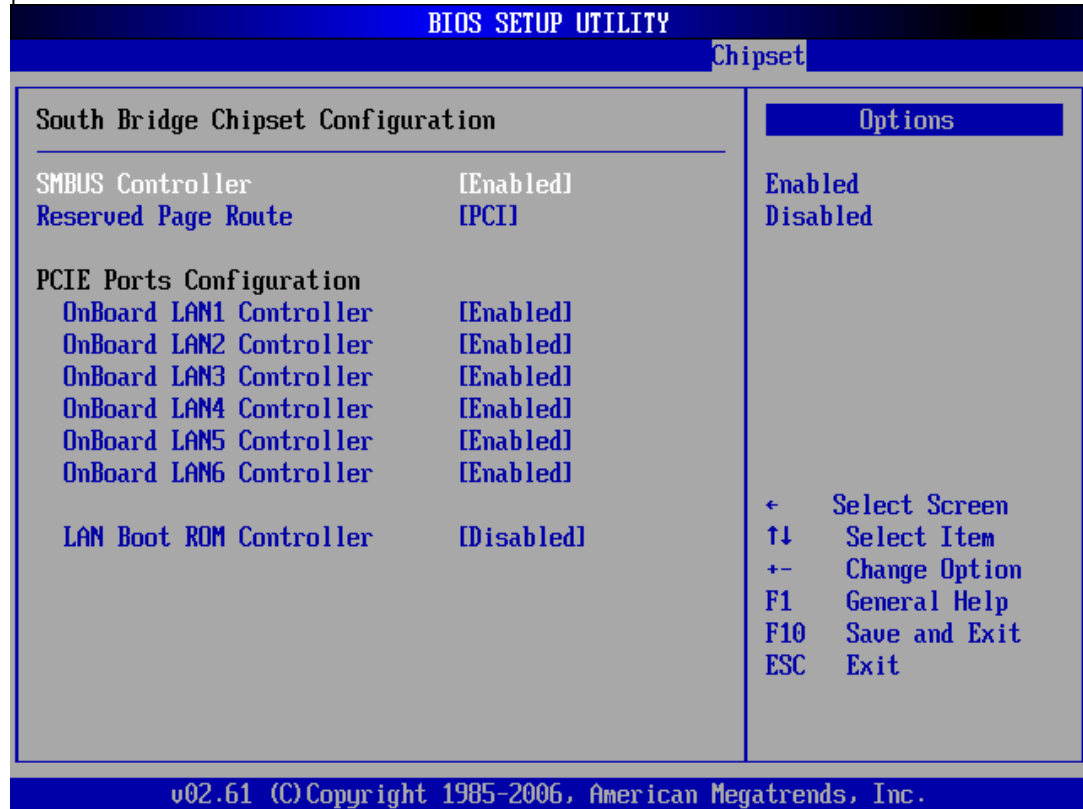 BIOS SETUP UTILITY
Chipset
South Bridge Chipset Configuration
SMBUS Controller [Enabled]
Reserved Page Route [PCI]
PCIE Ports Configuration
OnBoard LAN1 Controller [Enabled]
OnBoard LAN2 Controller [Enabled]
OnBoard LAN3 Controller [Enabled]
OnBoard LAN4 Controller [Enabled]
OnBoard LAN5 Controller [Enabled]
OnBoard LAN6 Controller [Enabled]
LAN Boot ROM Controller [Disabled]
Options
Enabled
Disabled
← Select Screen
↑↓ Select Item
+- Change Option
F1 General Help
F10 Save and Exit
ESC Exit
v02.61 (C)Copyright 1985-2006, American Megatrends, Inc.